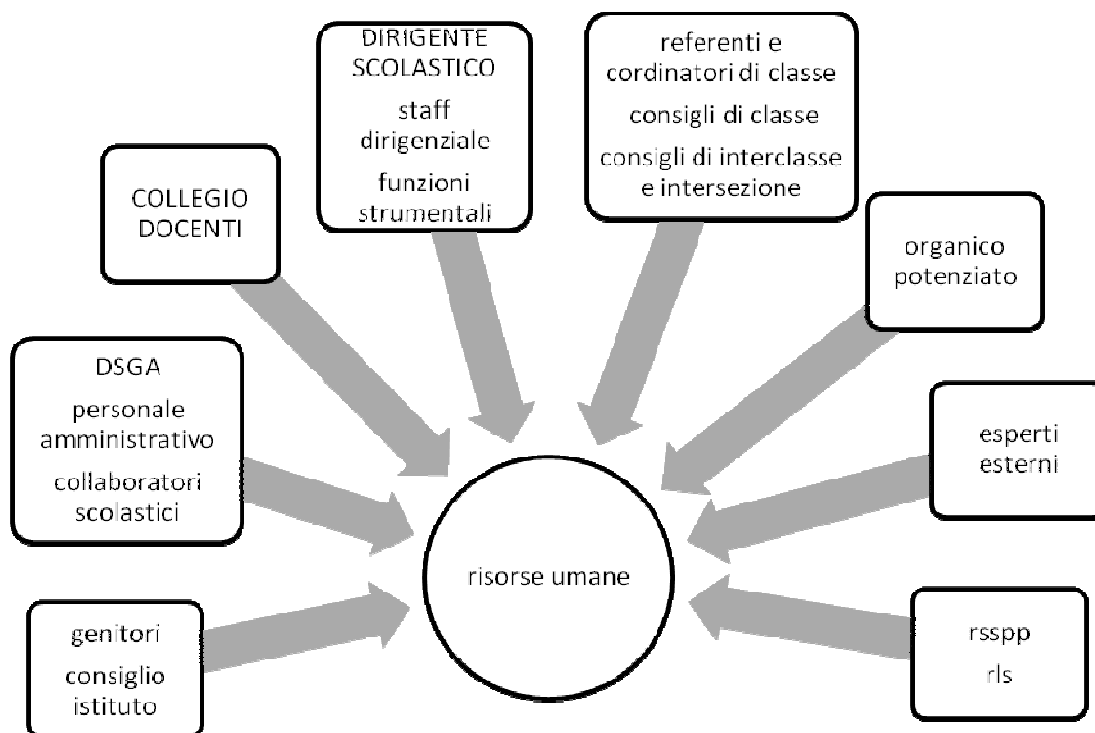 DIRIGENTE
SCOLASTICO
staff
dirigenziale
funzioni
strumentali
referenti e
cordinatori di classe
consigli di classe
consigli di interclasse
e intersezione
COLLEGIO
DOCENTI
organico
potenziato
DSGA
personale
amministrativo
collaboratori
scolastici
esperti
esterni
risorse umane
genitori
consiglio
istituto
rsspp
rls